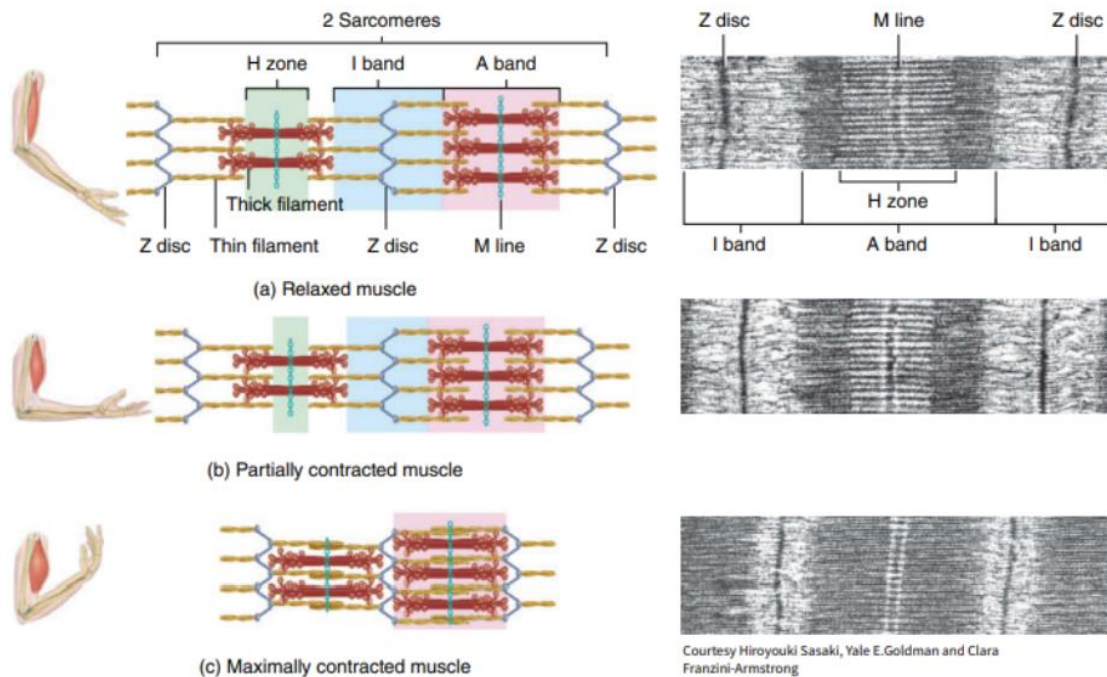 2 Sarcomeres
H zone
I band
A band
Thick filament
Z disc
Thin filament
Z disc
M line
Z disc
(a) Relaxed muscle
(b) Partially contracted muscle
(c) Maximally contracted muscle
Z disc
M line
Z disc
H zone
I band
A band
I band
Courtesy Hiroyouki Sasaki, Yale E.Goldman and Clara
Franzini-Armstrong